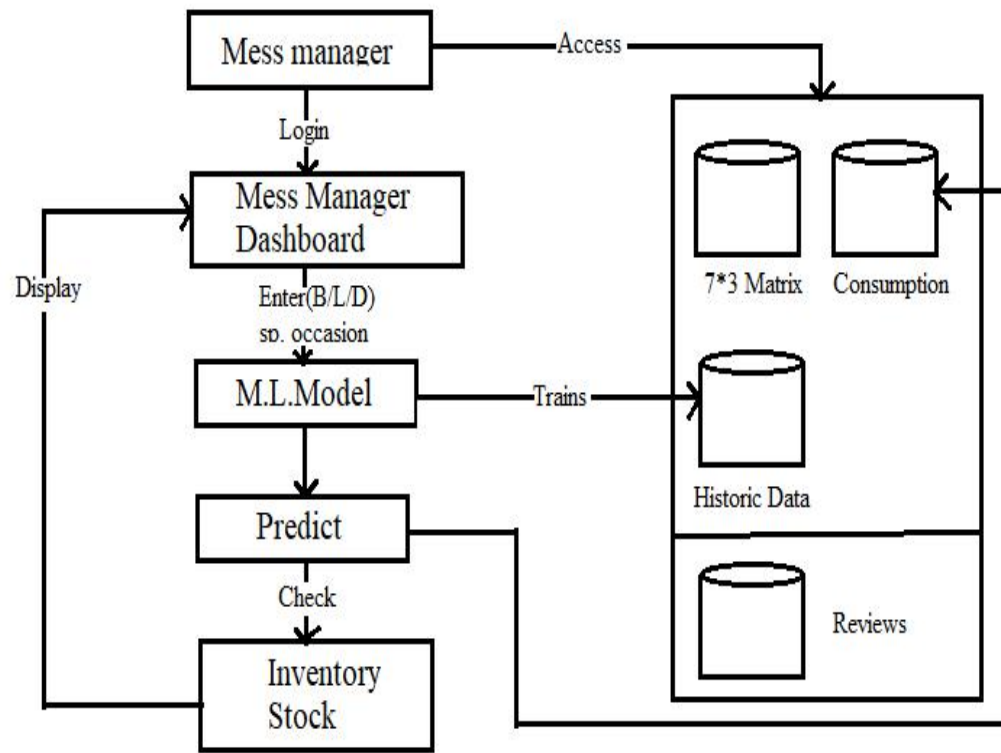 Mess manager
Access
Login
Mess Manager
Dashboard
Display
Enter(B/L/D)
sp. occasion
M.L.Model
Trains
Predict
Check
Inventory
Stock
7*3 Matrix
Consumption
Historic Data
Reviews